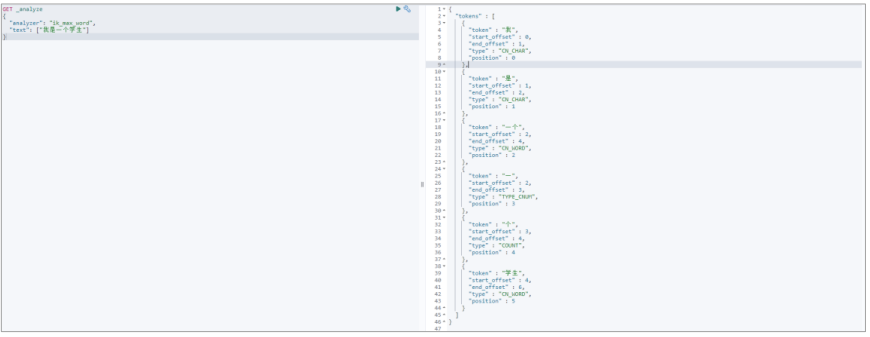 GET _analyze
{
  "analyzer": "ik_max_word",
  "text": ["我是一个学生"]
}
1 {
2   "tokens" : [
3     {
4       "token" : "我",
5       "start_offset" : 0,
6       "end_offset" : 1,
7       "type" : "CN_CHAR",
8       "position" : 0
9     },
10     {
11       "token" : "是",
12       "start_offset" : 1,
13       "end_offset" : 2,
14       "type" : "CN_CHAR",
15       "position" : 1
16     },
17     {
18       "token" : "一个",
19       "start_offset" : 2,
20       "end_offset" : 4,
21       "type" : "CN_WORD",
22       "position" : 2
23     },
24     {
25       "token" : "一",
26       "start_offset" : 2,
27       "end_offset" : 3,
28       "type" : "TYPE_CNUM",
29       "position" : 3
30     },
31     {
32       "token" : "个",
33       "start_offset" : 3,
34       "end_offset" : 4,
35       "type" : "COUNT",
36       "position" : 4
37     },
38     {
39       "token" : "学生",
40       "start_offset" : 4,
41       "end_offset" : 6,
42       "type" : "CN_WORD",
43       "position" : 5
44     }
45   ]
46 }
47